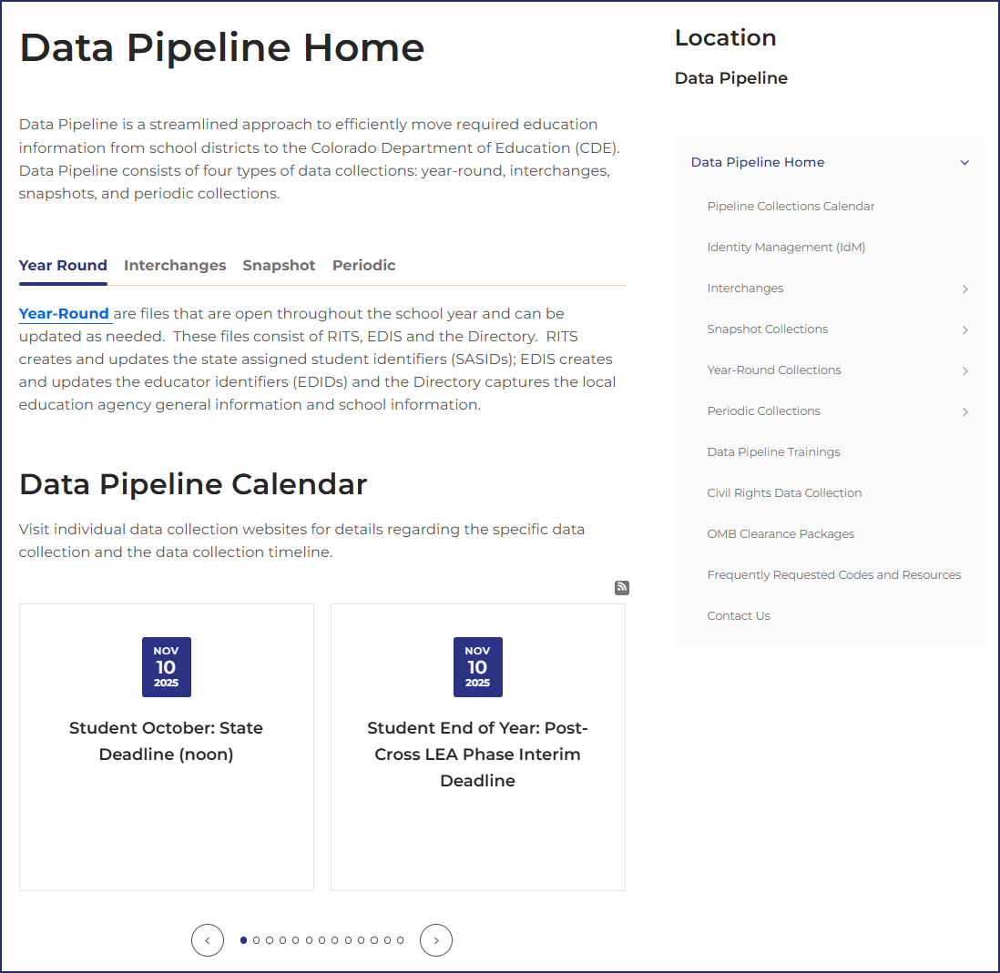 Data Pipeline Home
Data Pipeline is a streamlined approach to efficiently move required education
information from school districts to the Colorado Department of Education (CDE).
Data Pipeline consists of four types of data collections: year-round, interchanges,
snapshots, and periodic collections.
Year Round Interchanges Snapshot Periodic
Year-Round are files that are open throughout the school year and can be
updated as needed.  These files consist of RITS, EDIS and the Directory.  RITS
creates and updates the state assigned student identifiers (SASIDs); EDIS creates
and updates the educator identifiers (EDIDs) and the Directory captures the local
education agency general information and school information.
Data Pipeline Calendar
Visit individual data collection websites for details regarding the specific data
collection and the data collection timeline.
NOV
10
2025
Student October: State
Deadline (noon)
NOV
10
2025
Student End of Year: Post-
Cross LEA Phase Interim
Deadline
Location
Data Pipeline
Data Pipeline Home
Pipeline Collections Calendar
Identity Management (IdM)
Interchanges
Snapshot Collections
Year-Round Collections
Periodic Collections
Data Pipeline Trainings
Civil Rights Data Collection
OMB Clearance Packages
Frequently Requested Codes and Resources
Contact Us